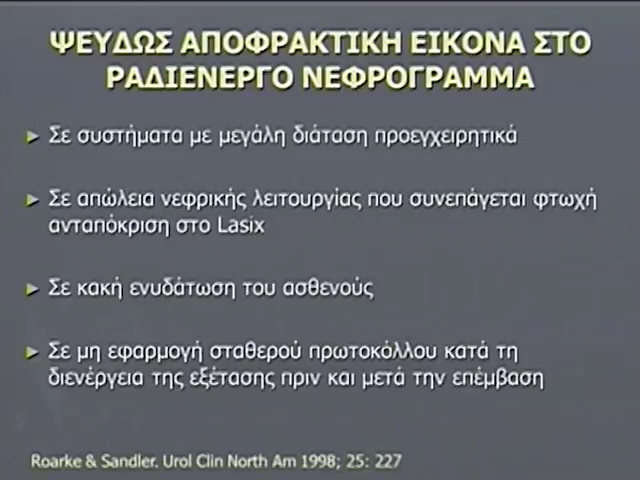 ΨΕΥΔΩΣ ΑΠΟΦΡΑΚΤΙΚΗ ΕΙΚΟΝΑ ΣΤΟ
ΡΑΔΙΕΝΕΡΓΟ ΝΕΦΡΟΓΡΑΜΜΑ
► Σε συστήματα με μεγάλη διάταση προεγχειρητικά
► Σε απώλεια νεφρικής λειτουργίας που συνεπάγεται φτωχή
ανταπόκριση στο Lasix
► Σε κακή ενυδάτωση του ασθενούς
► Σε μη εφαρμογή σταθερού πρωτοκόλλου κατά τη
διενέργεια της εξέτασης πριν και μετά την επέμβαση
Roarke & Sandler. Urol Clin North Am 1998; 25: 227